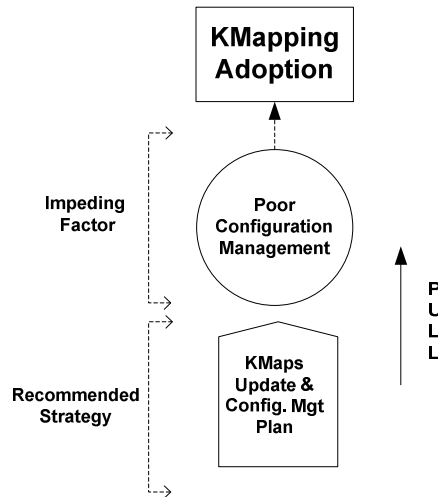 KMapping
Adoption
Impeding
Factor
Poor
Configuration
Management
P
U
L
L
Recommended
Strategy
KMaps
Update &
Config. Mgt
Plan